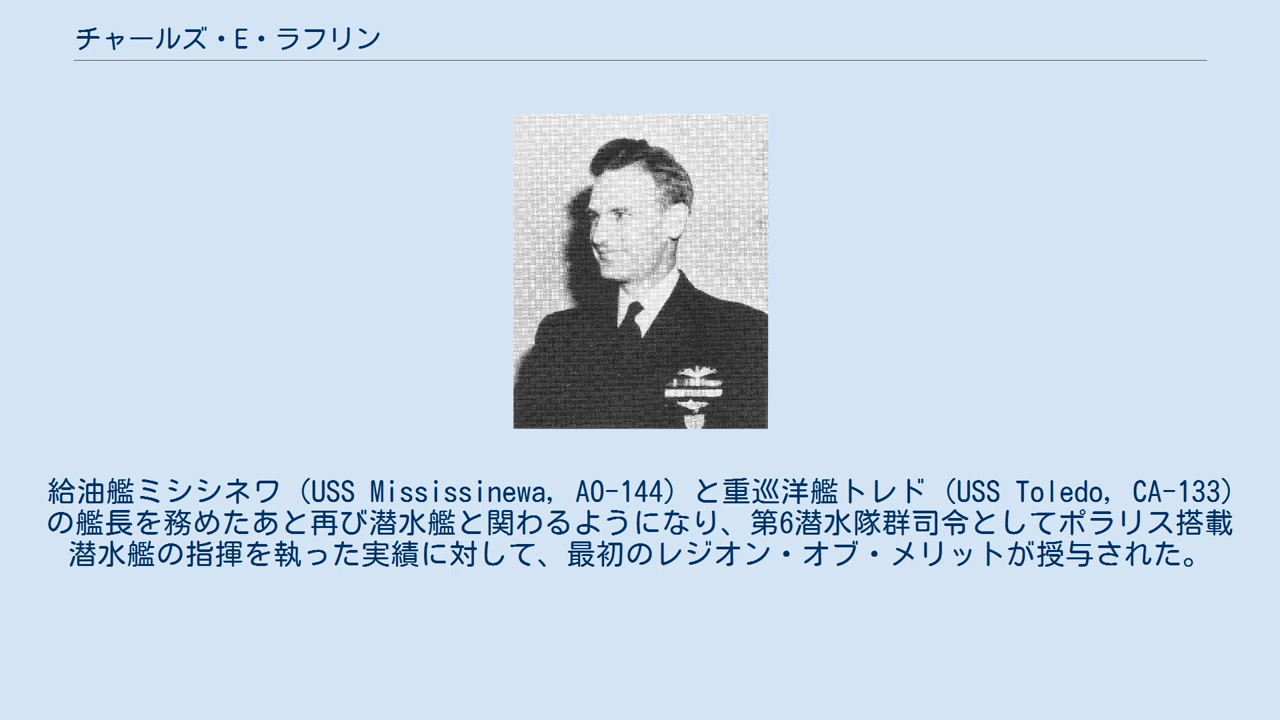 チャールズ・E・ラフリン
給油艦ミシシネワ（USS Mississinewa, AO-144）と重巡洋艦トレド（USS Toledo, CA-133）
の艦長を務めたあと再び潜水艦と関わるようになり、第6潜水隊群司令としてポラリス搭載
潜水艦の指揮を執った実績に対して、最初のレジオン・オブ・メリットが授与された。